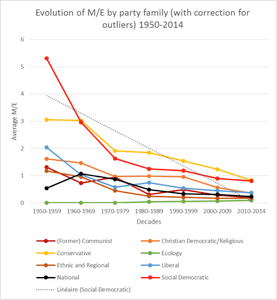 Evolution of M/E by party family (with correction for
outliers) 1950-2014
6
5
4
3
2
1
0
Average M/E
1950-1959 1960-1969 1970-1979 1980-1989 1990-1999 2000-2009 2010-2014
Decades
(Former) Communist
Christian Democratic/Religious
Conservative
Ecology
Ethnic and Regional
Liberal
National
Social Democratic
Linéaire (Social Democratic)